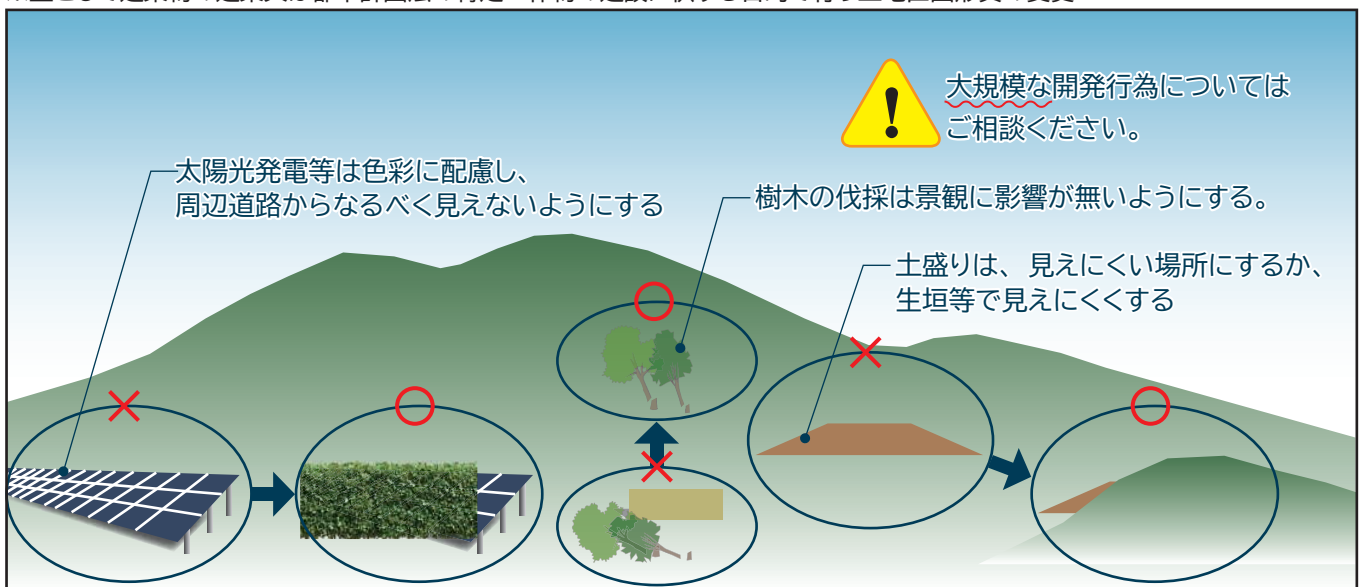 大規模な開発行為については
ご相談ください。
太陽光発電等は色彩に配慮し、
周辺道路からなるべく見えないようにする
樹木の伐採は景観に影響が無いようにする。
土盛りは、見えにくい場所にするか、
生垣等で見えにくくする